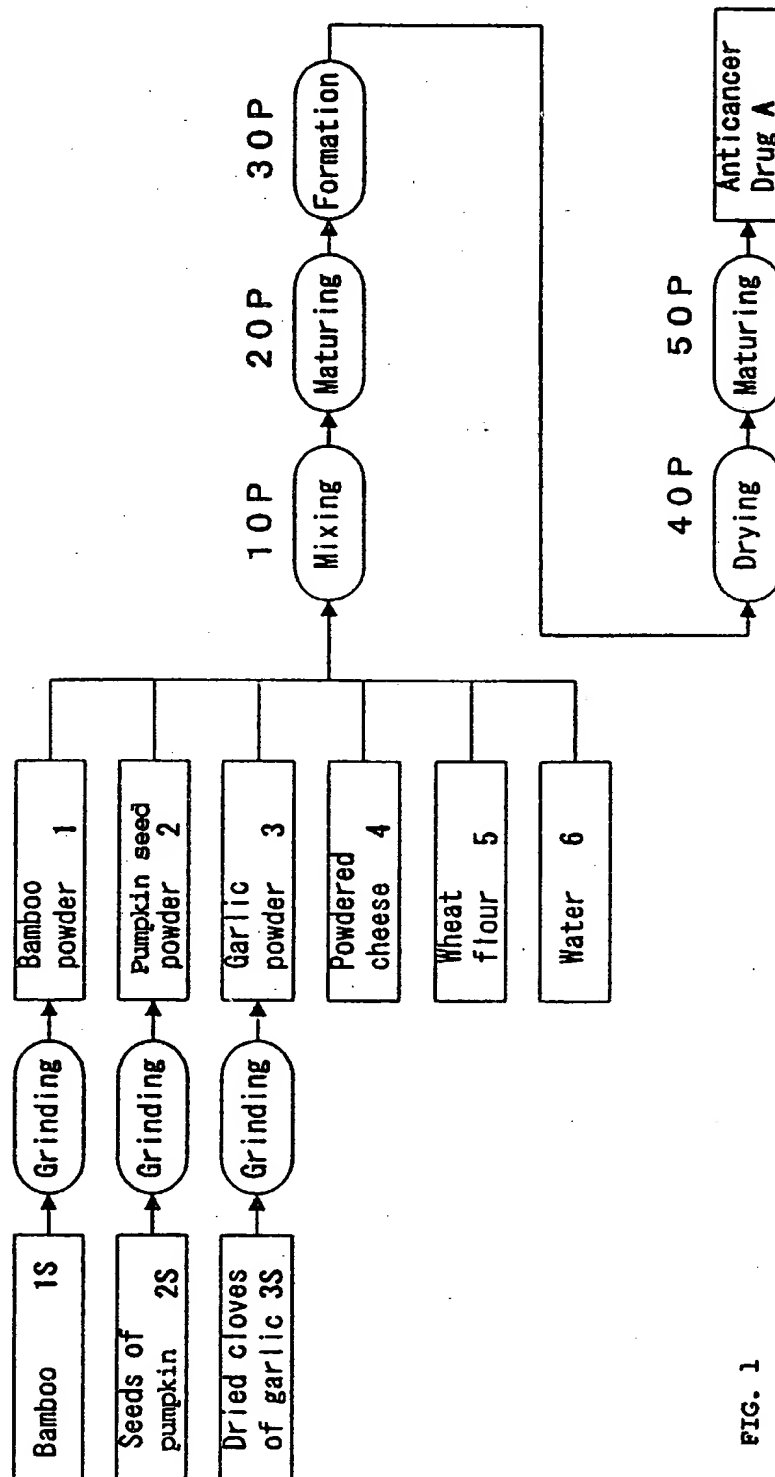 Bamboo 1S
Grinding
Bamboo
powder 1
Seeds of
pumpkin 2S
Grinding
Pumpkin seed
powder 2
Dried cloves
of garlic 3S
Grinding
Garlic
powder 3
Powdered
cheese 4
Wheat
flour 5
Water 6
10P
Mixing
20P
Maturing
30P
Formation
40P
Drying
50P
Maturing
Anticancer
Drug A
FIG. 1